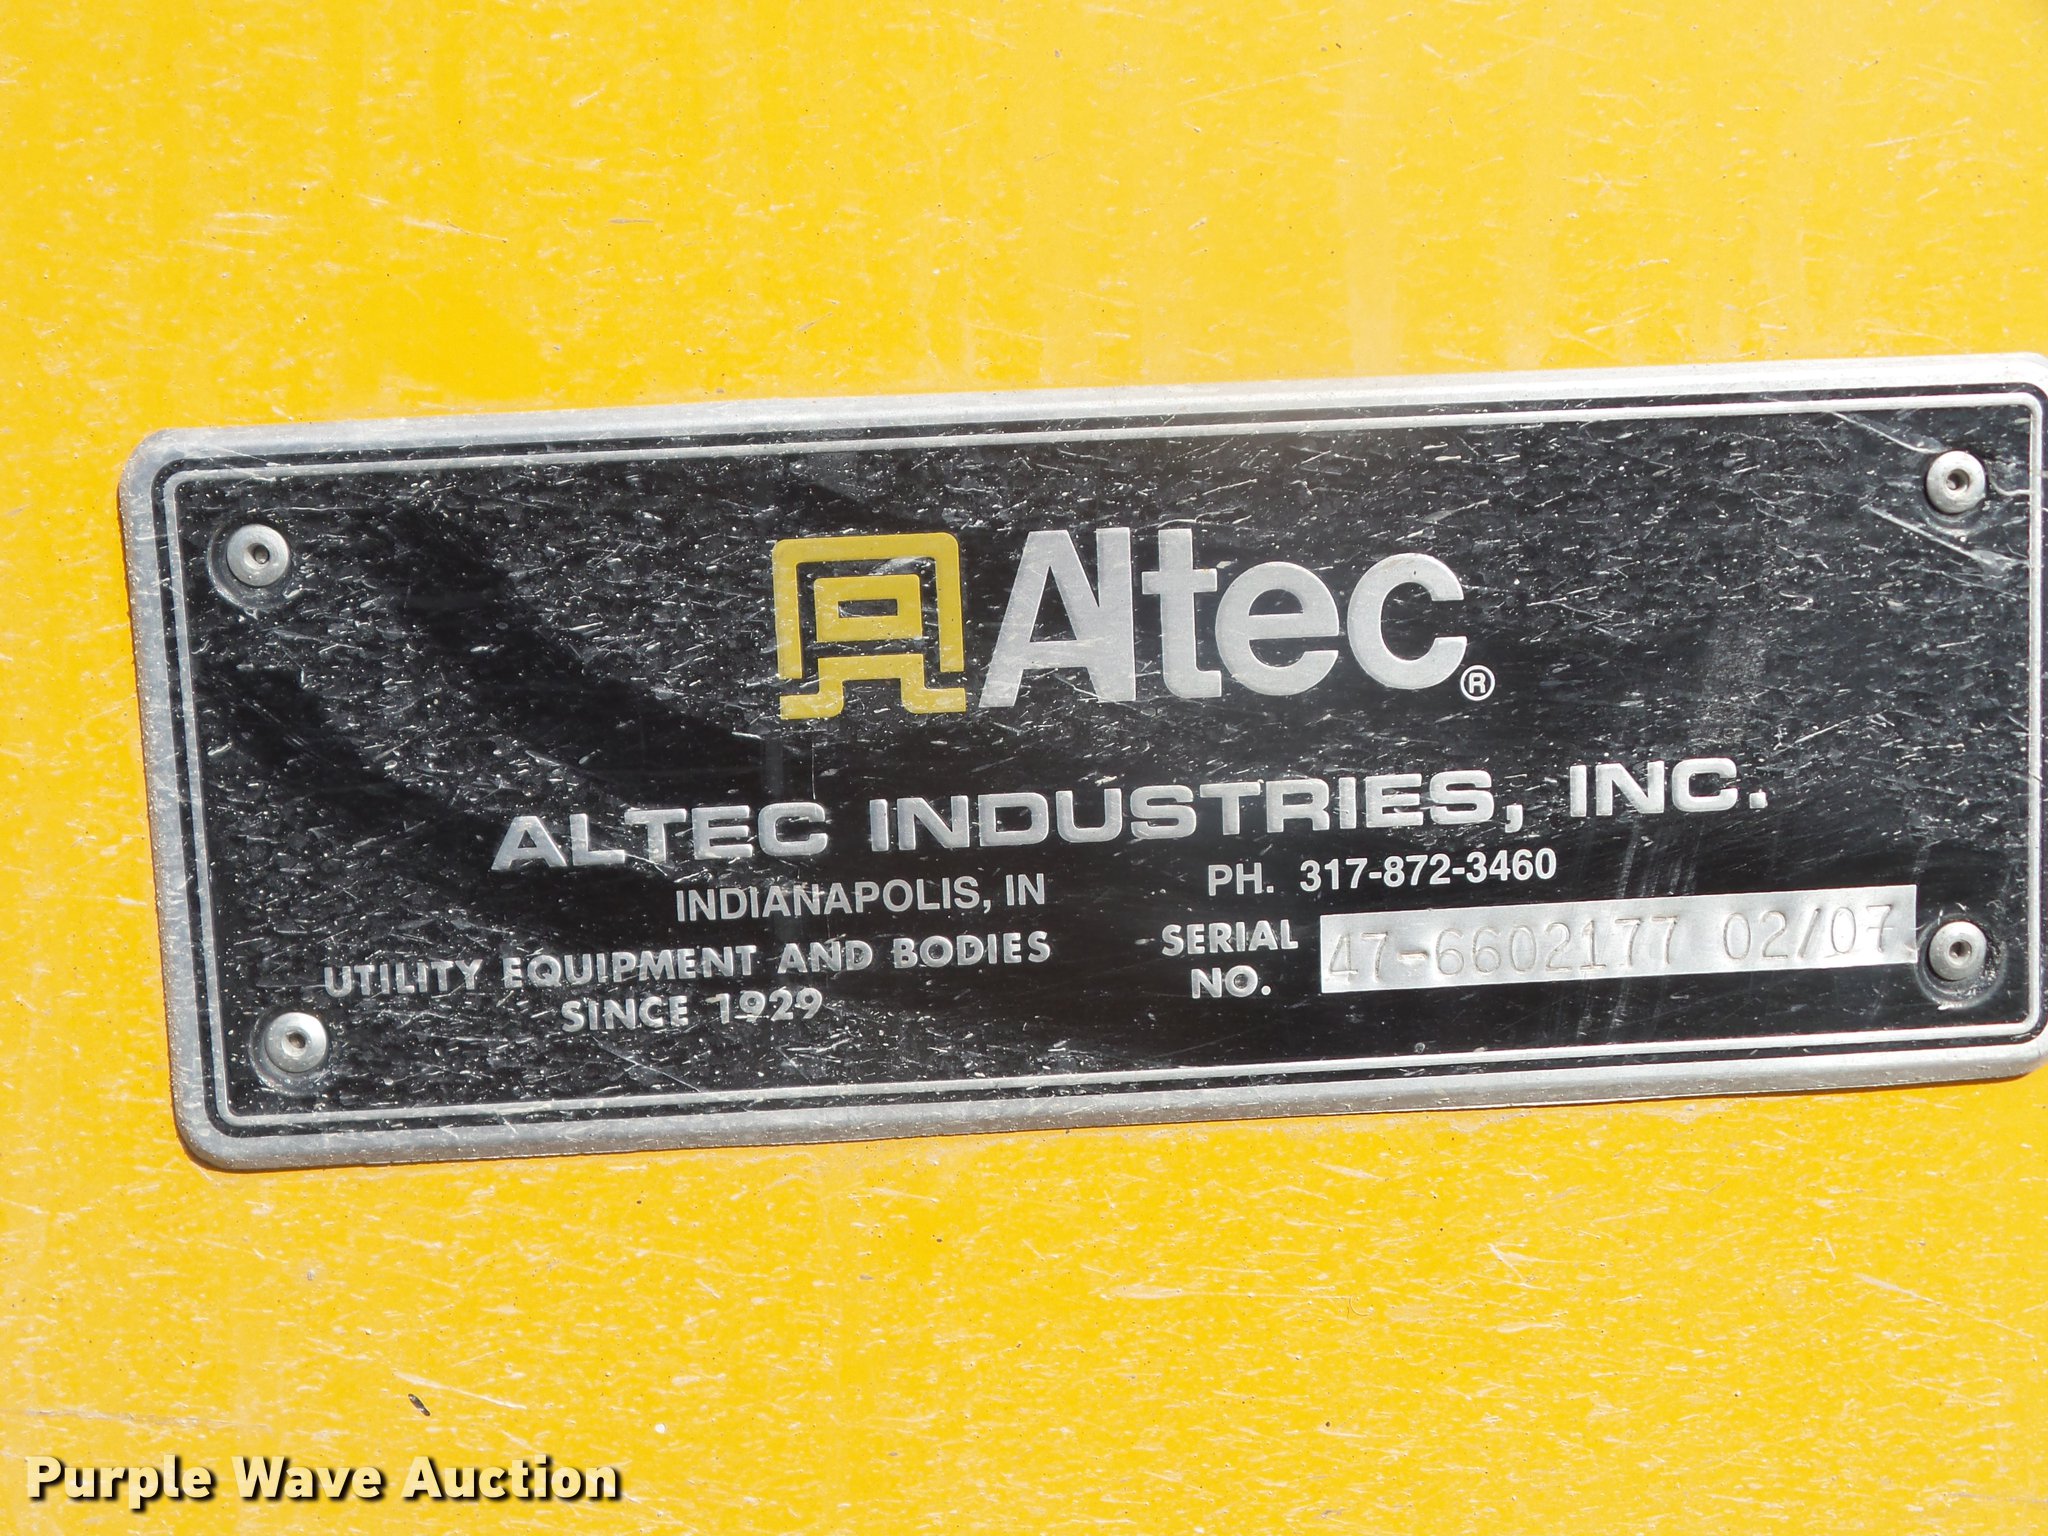 Altec®
ALTEC INDUSTRIES, INC.
INDIANAPOLIS, IN PH. 317-872-3460
UTILITY EQUIPMENT AND BODIES
SINCE 1929
SERIAL
NO. 47-6602177 02/07
Purple Wave Auction